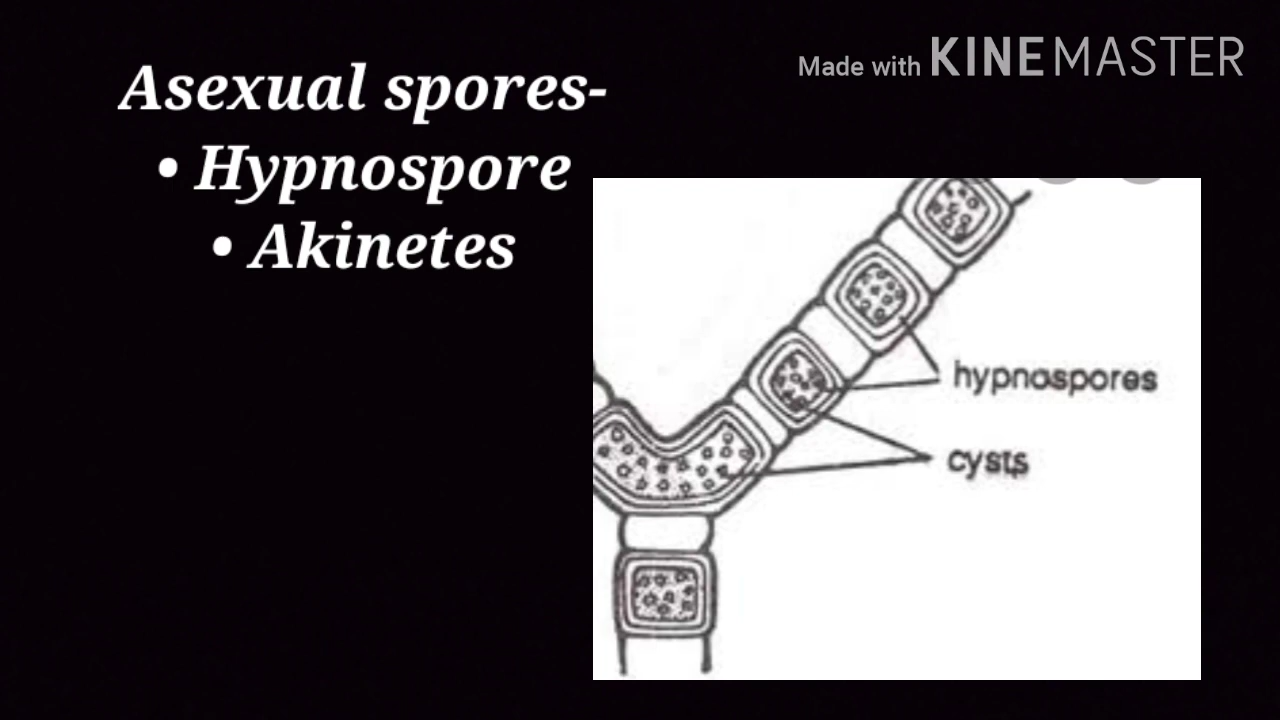 Made with KINEMASTER
Asexual spores-
• Hypnospore
• Akinetes
hypnospores
cysts